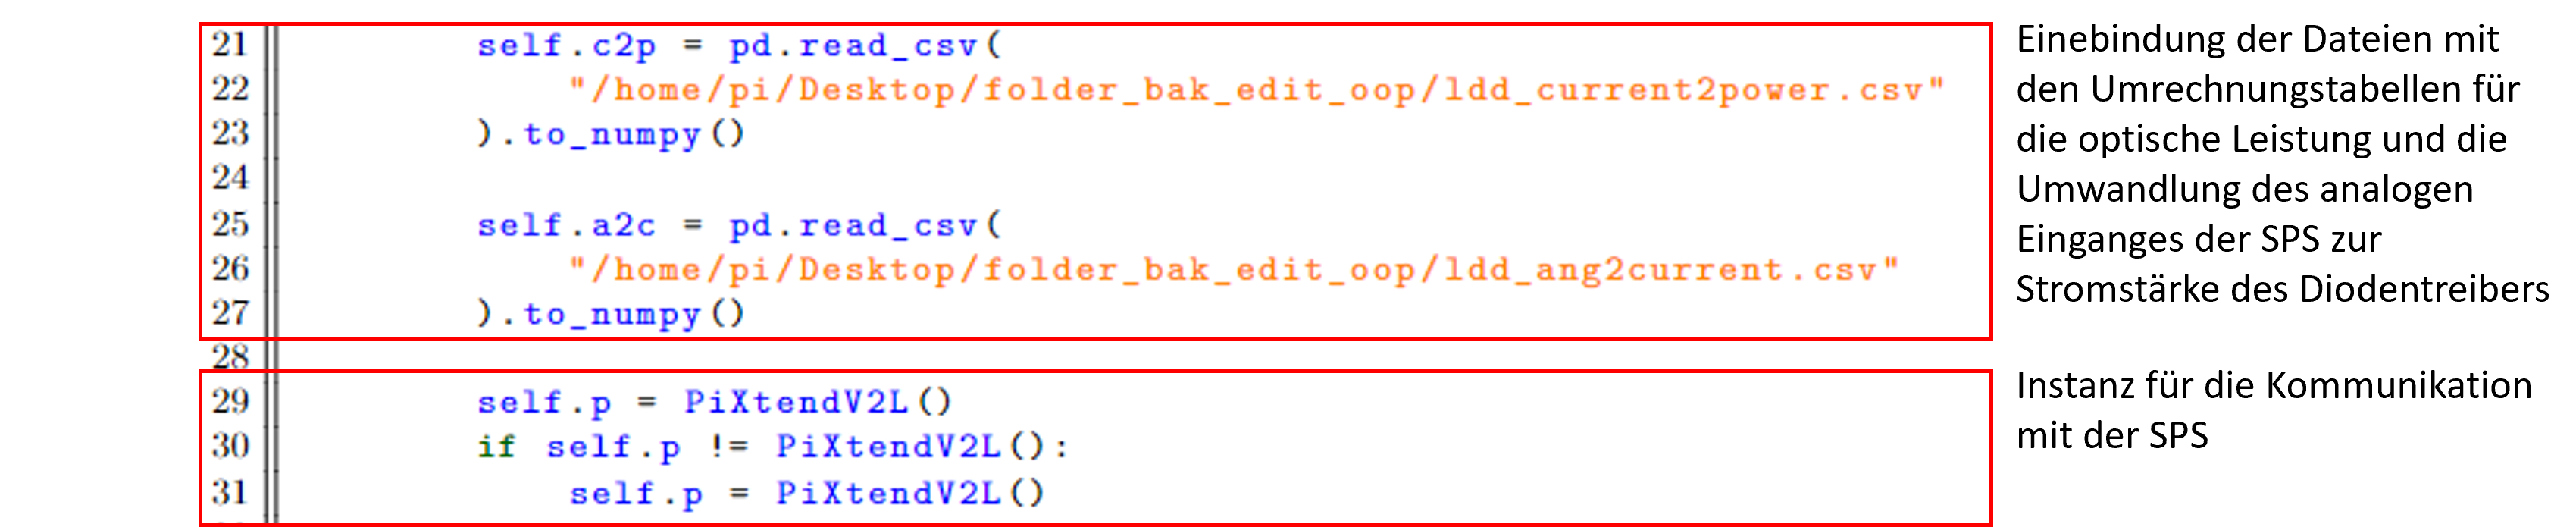 21 self.c2p = pd.read_csv(
22 "/home/pi/Desktop/folder_bak_edit_oop/ldd_current2power.csv"
23 ).to_numpy()
24
25 self.a2c = pd.read_csv(
26 "/home/pi/Desktop/folder_bak_edit_oop/ldd_ang2current.csv"
27 ).to_numpy()
28
29 self.p = PiXtendV2L()
30 if self.p != PiXtendV2L():
31 self.p = PiXtendV2L()
Einebindung der Dateien mit
den Umrechnungstabellen für
die optische Leistung und die
Umwandlung des analogen
Einganges der SPS zur
Stromstärke des Diodentreibers
Instanz für die Kommunikation
mit der SPS